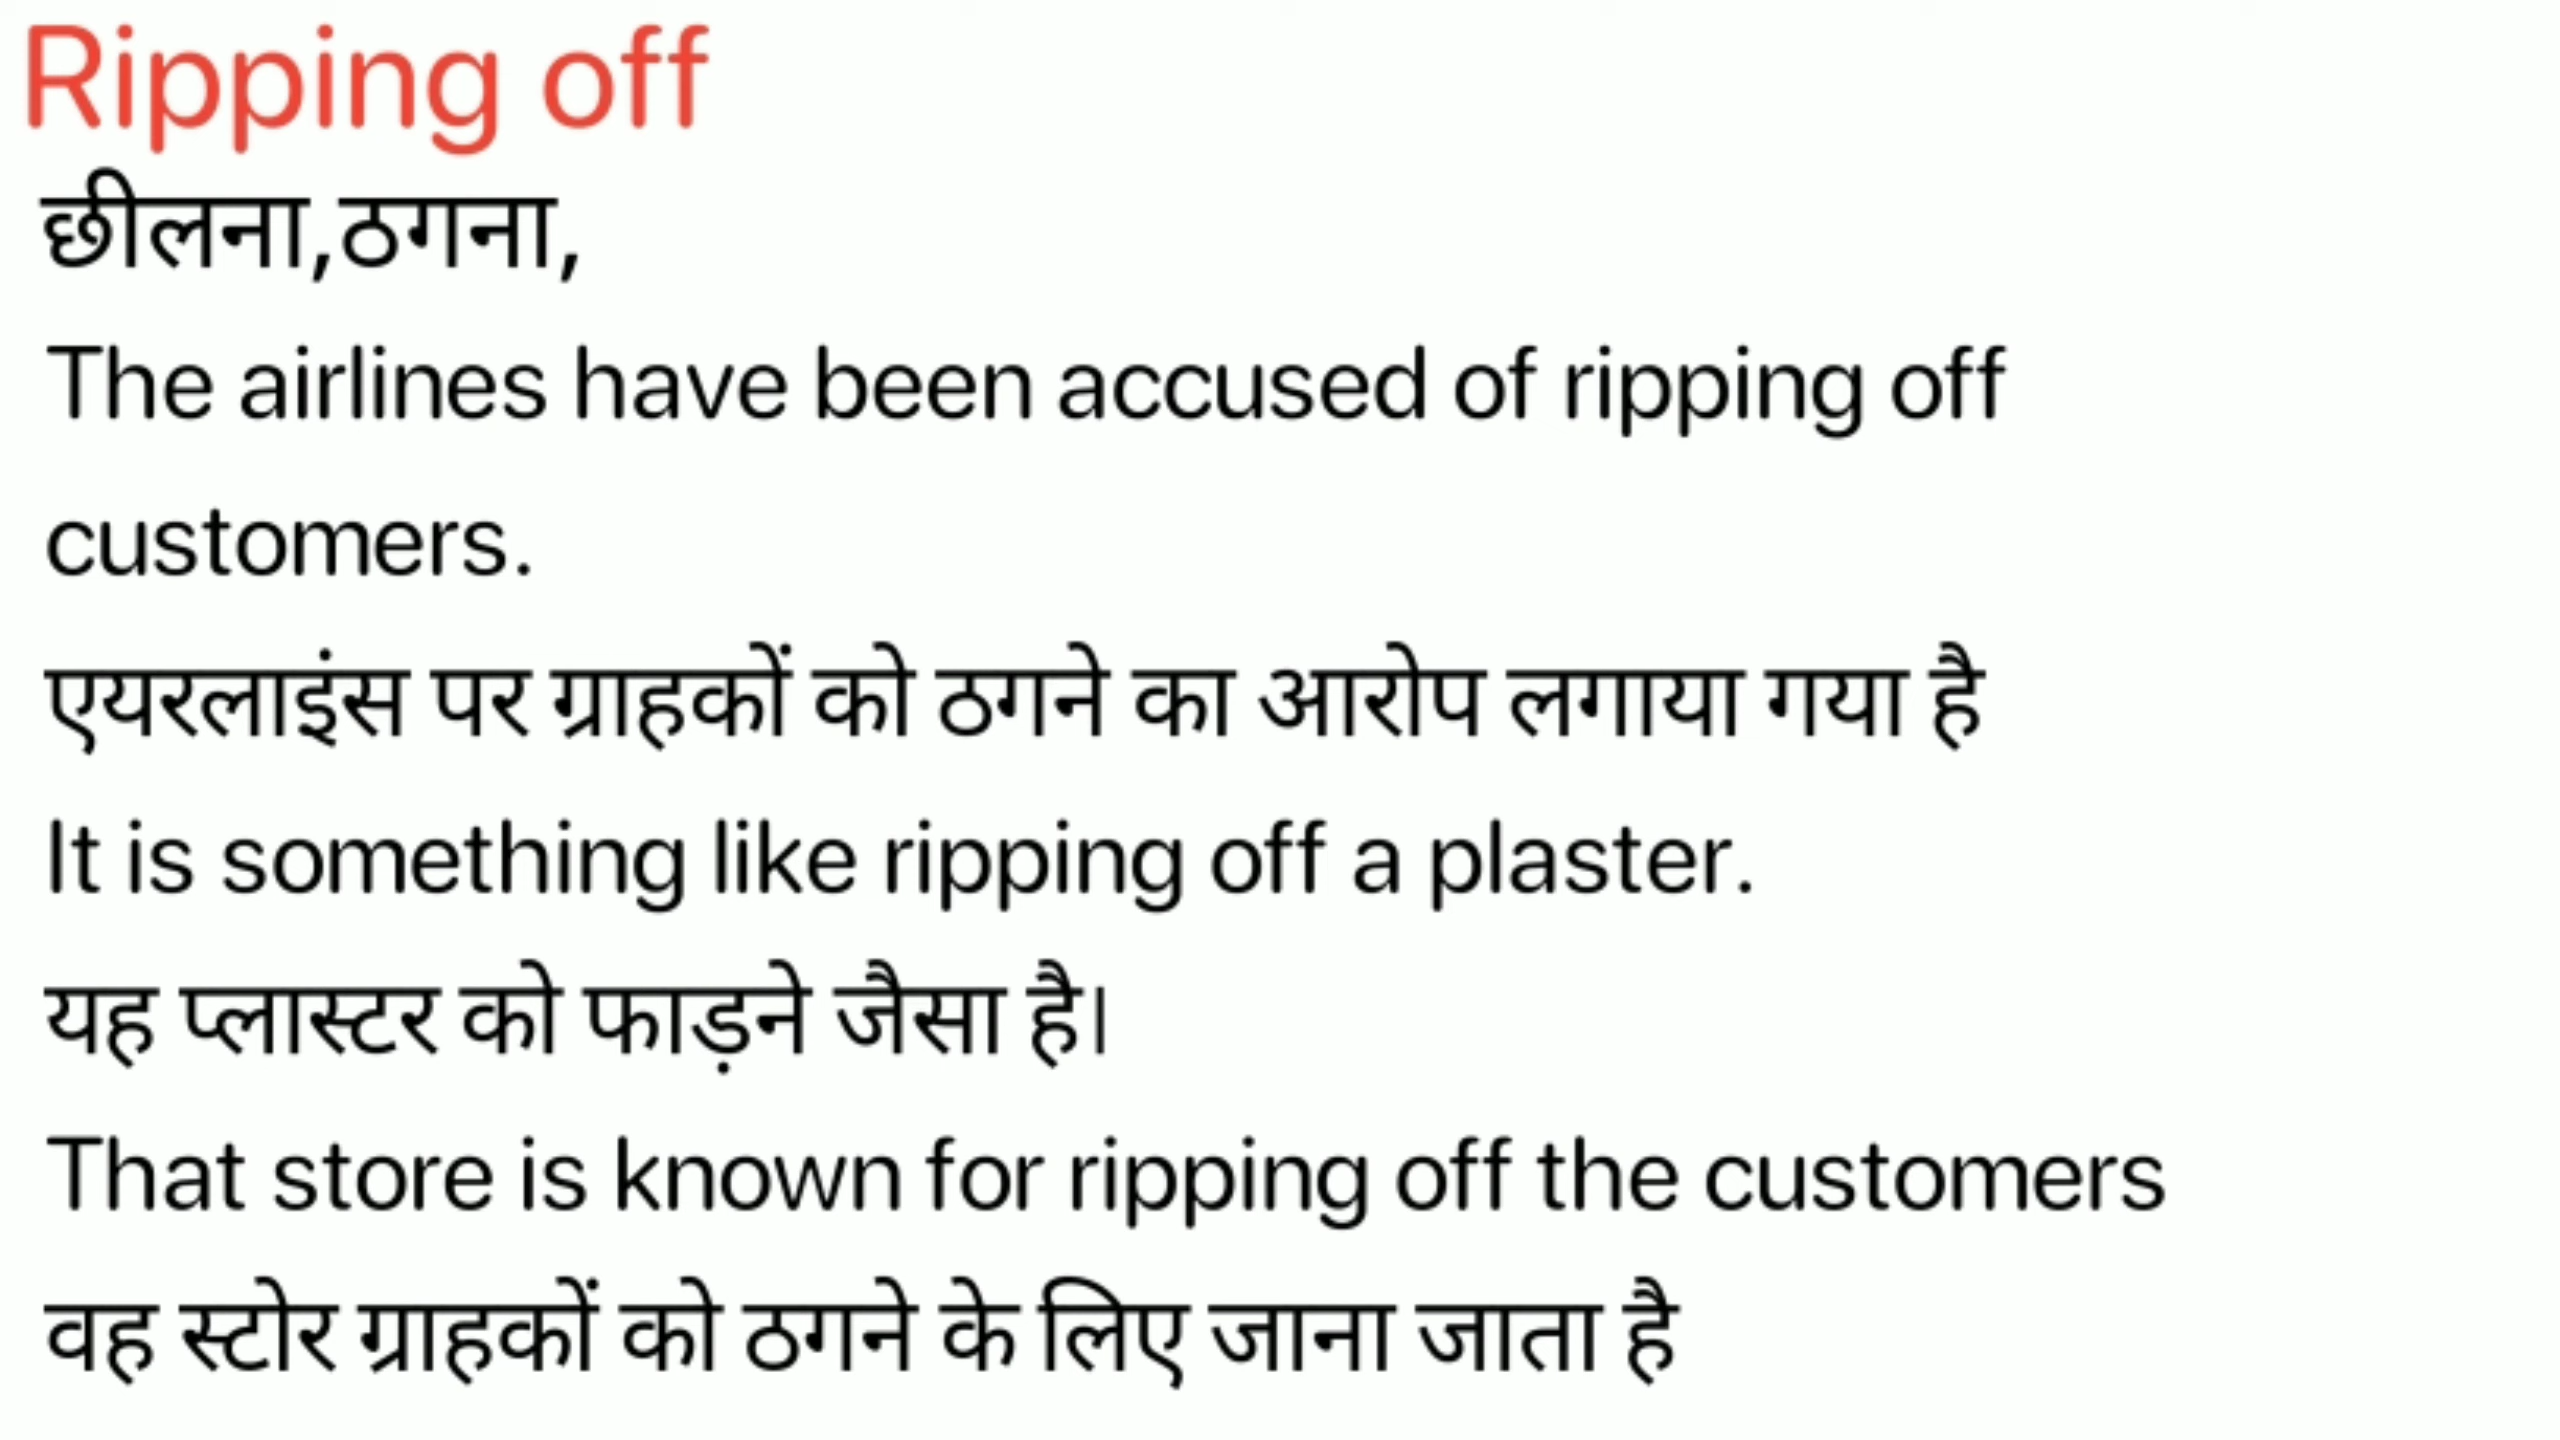 Ripping off
छीलना,ठगना,
The airlines have been accused of ripping off
customers.
एयरलाइंस पर ग्राहकों को ठगने का आरोप लगाया गया है
It is something like ripping off a plaster.
यह प्लास्टर को फाड़ने जैसा है।
That store is known for ripping off the customers
वह स्टोर ग्राहकों को ठगने के लिए जाना जाता है